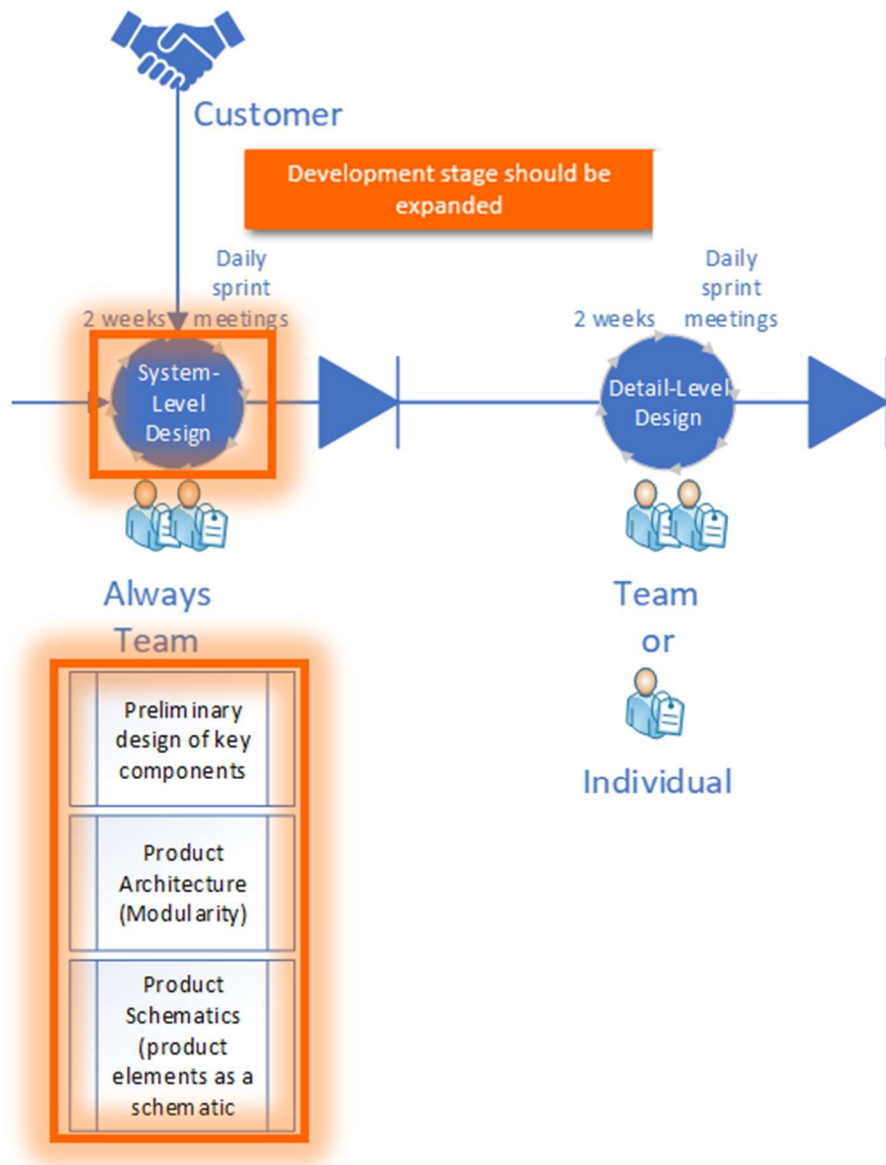 Customer
Development stage should be
expanded
Daily
sprint
2 weeks meetings
Daily
sprint
2 weeks meetings
System-
Level
Design
Detail-Level
Design
Always
Team
Team
or
Individual
Preliminary
design of key
components
Product
Architecture
(Modularity)
Product
Schematics
(product
elements as a
schematic